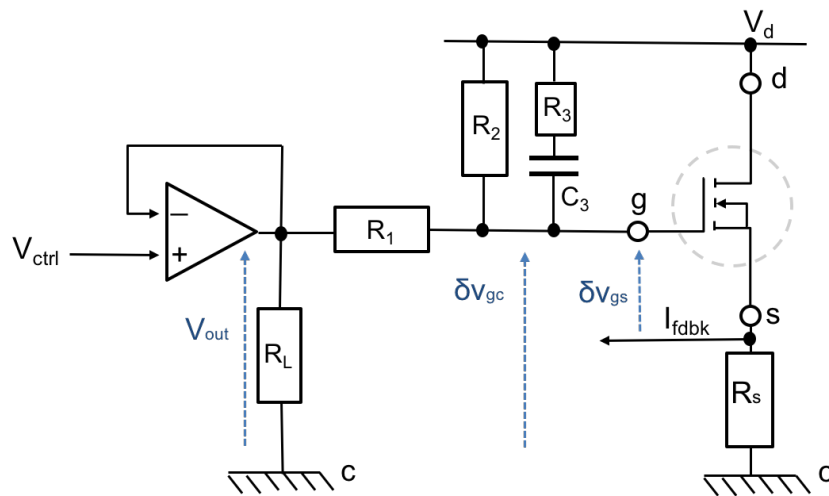 V_d
d
R_2
R_3
C_3
g
−
+
V_ctrl
R_1
V_out
R_L
δv_gc
δv_gs
s
I_fdbk
R_s
c
c